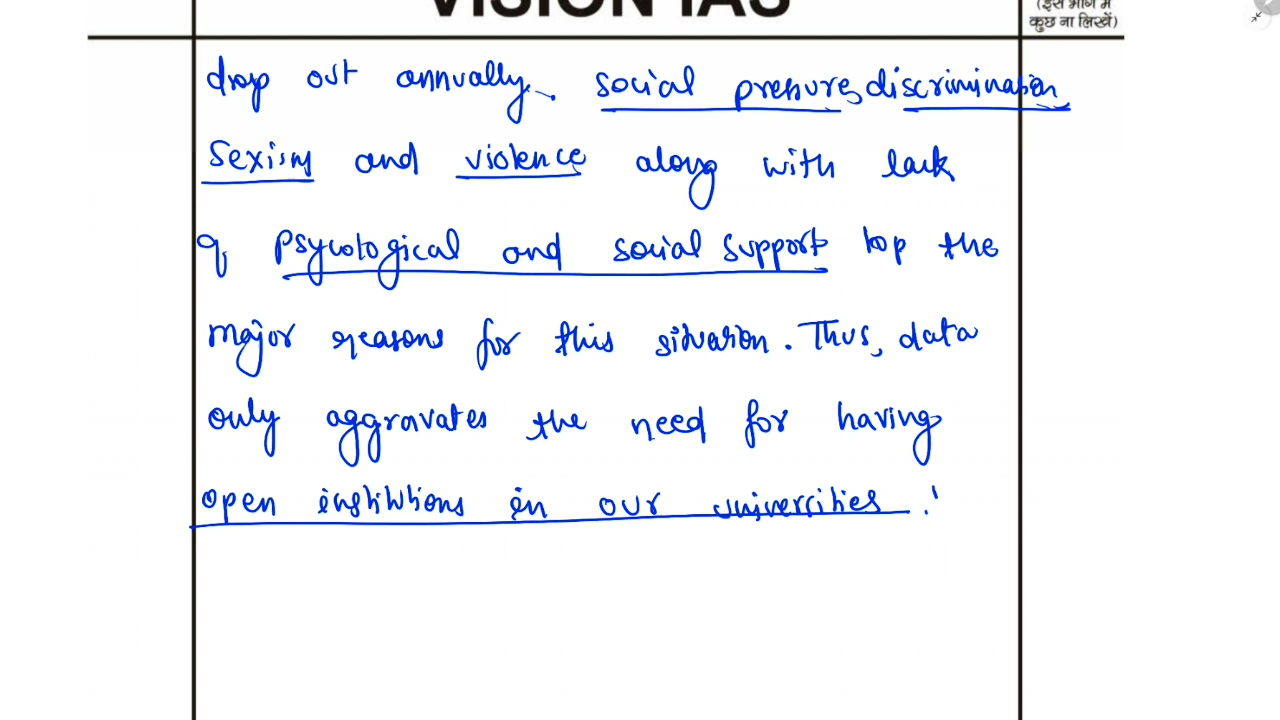 VISION IAS
(इस भाग में
कुछ ना लिखें)
drop out annually. social pressure, discrimination
Sexism and violence along with lack
of Psycological and social support top the
major reasons for this situation. Thus, data
only aggravates the need for having
open institutions in our universities.